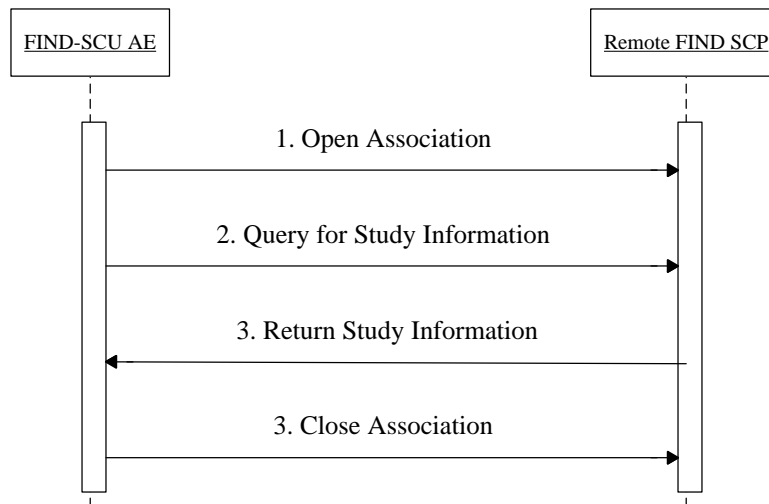 FIND-SCU AE
Remote FIND SCP
1. Open Association
2. Query for Study Information
3. Return Study Information
3. Close Association